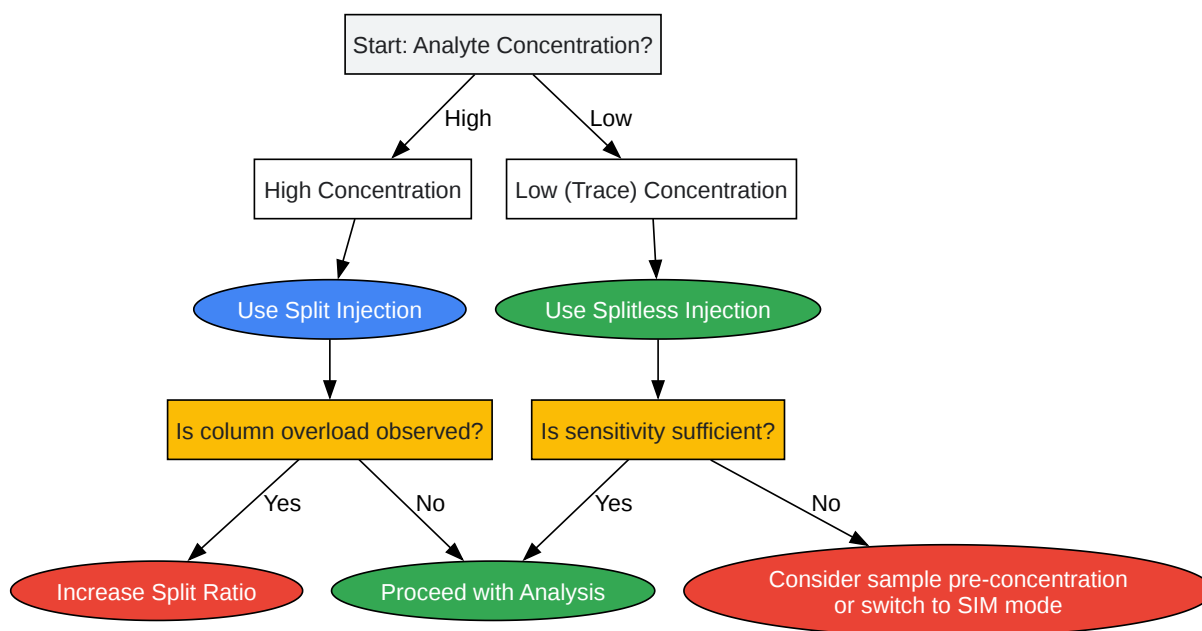 Start: Analyte Concentration?
High
Low
High Concentration
Low (Trace) Concentration
Use Split Injection
Use Splitless Injection
Is column overload observed?
Is sensitivity sufficient?
Yes
No
Yes
No
Increase Split Ratio
Proceed with Analysis
Consider sample pre-concentration
or switch to SIM mode